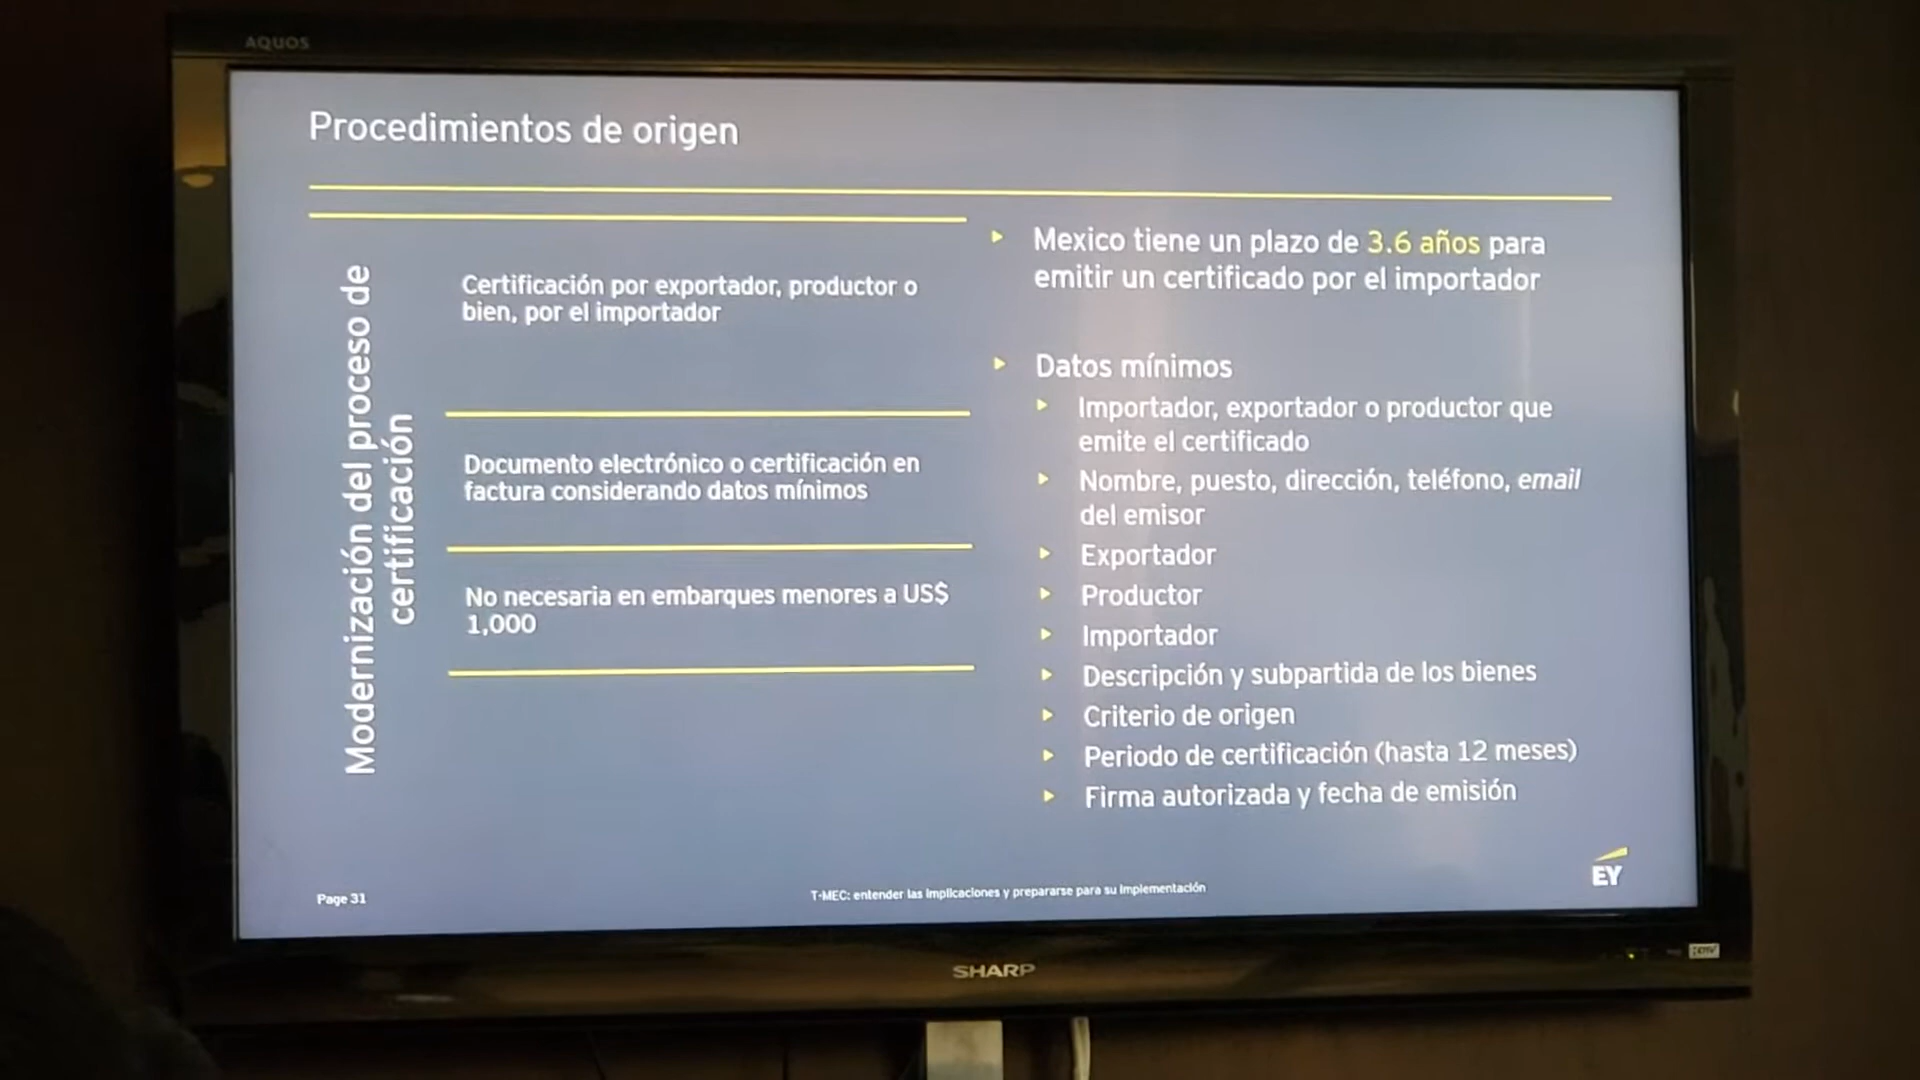 AQUOS
Procedimientos de origen
Modernización del proceso de
certificación
Certificación por exportador, productor o
bien, por el importador
Documento electrónico o certificación en
factura considerando datos mínimos
No necesaria en embarques menores a US$
1,000
Mexico tiene un plazo de 3.6 años para
emitir un certificado por el importador
Datos mínimos
Importador, exportador o productor que
emite el certificado
Nombre, puesto, dirección, teléfono, email
del emisor
Exportador
Productor
Importador
Descripción y subpartida de los bienes
Criterio de origen
Periodo de certificación (hasta 12 meses)
Firma autorizada y fecha de emisión
Page 31
T-MEC: entender las implicaciones y prepararse para su implementación
EY
SHARP